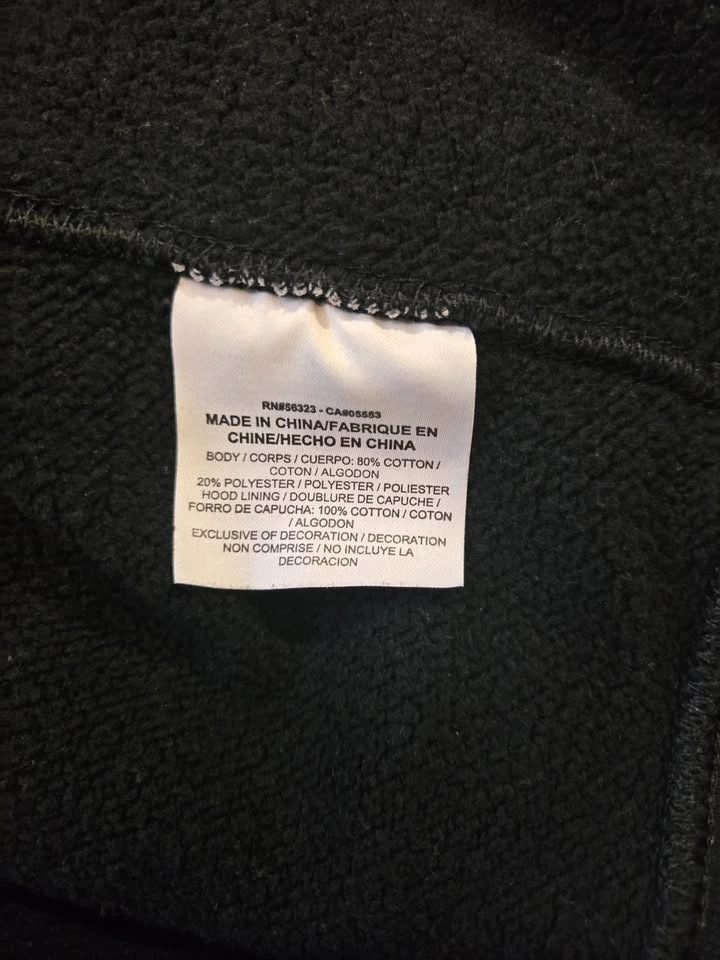 RN#56323 - CA#05553
MADE IN CHINA/FABRIQUE EN
CHINE/HECHO EN CHINA
BODY / CORPS / CUERPO: 80% COTTON /
COTON / ALGODON
20% POLYESTER / POLYESTER / POLIESTER
HOOD LINING / DOUBLURE DE CAPUCHE /
FORRO DE CAPUCHA: 100% COTTON / COTON
/ ALGODON
EXCLUSIVE OF DECORATION / DECORATION
NON COMPRISE / NO INCLUYE LA
DECORACION